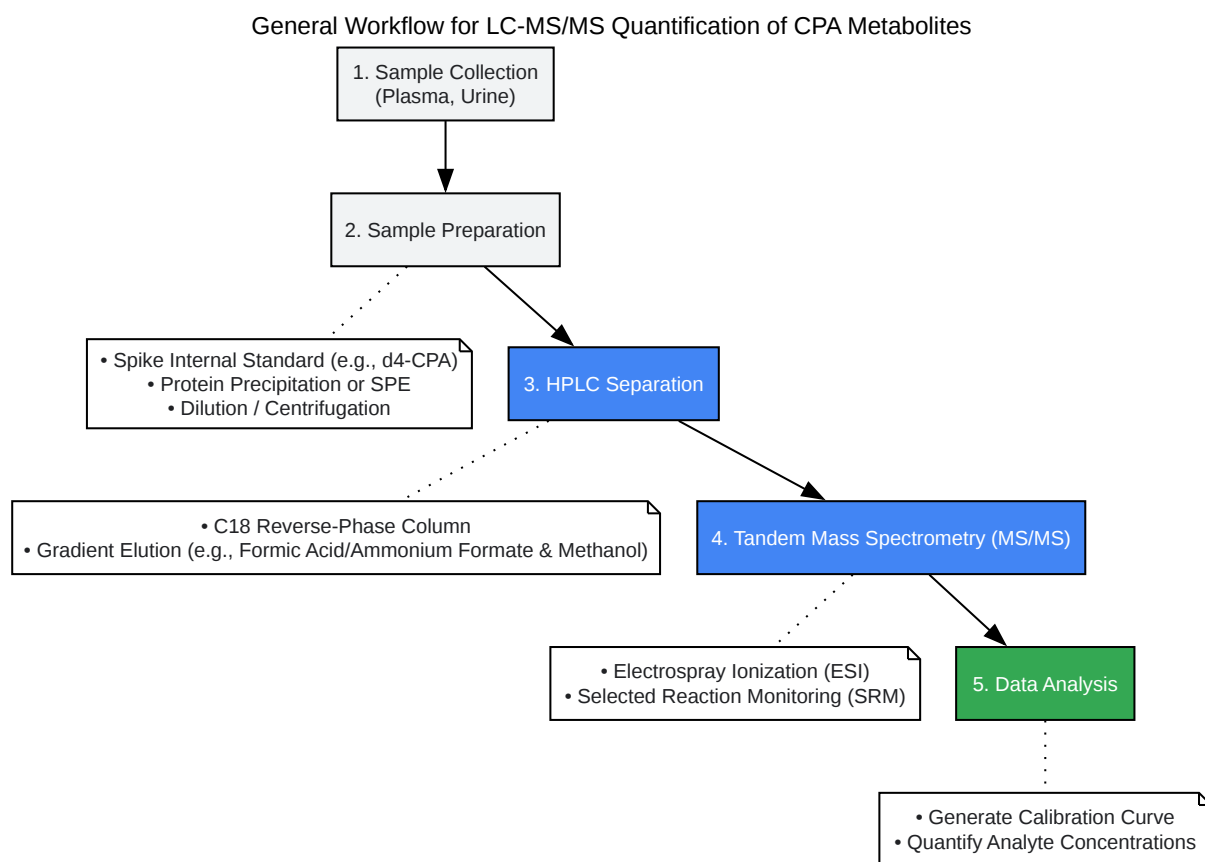 General Workflow for LC-MS/MS Quantification of CPA Metabolites
1. Sample Collection
(Plasma, Urine)
2. Sample Preparation
• Spike Internal Standard (e.g., d4-CPA)
• Protein Precipitation or SPE
• Dilution / Centrifugation
3. HPLC Separation
• C18 Reverse-Phase Column
• Gradient Elution (e.g., Formic Acid/Ammonium Formate & Methanol)
4. Tandem Mass Spectrometry (MS/MS)
• Electrospray Ionization (ESI)
• Selected Reaction Monitoring (SRM)
5. Data Analysis
• Generate Calibration Curve
• Quantify Analyte Concentrations